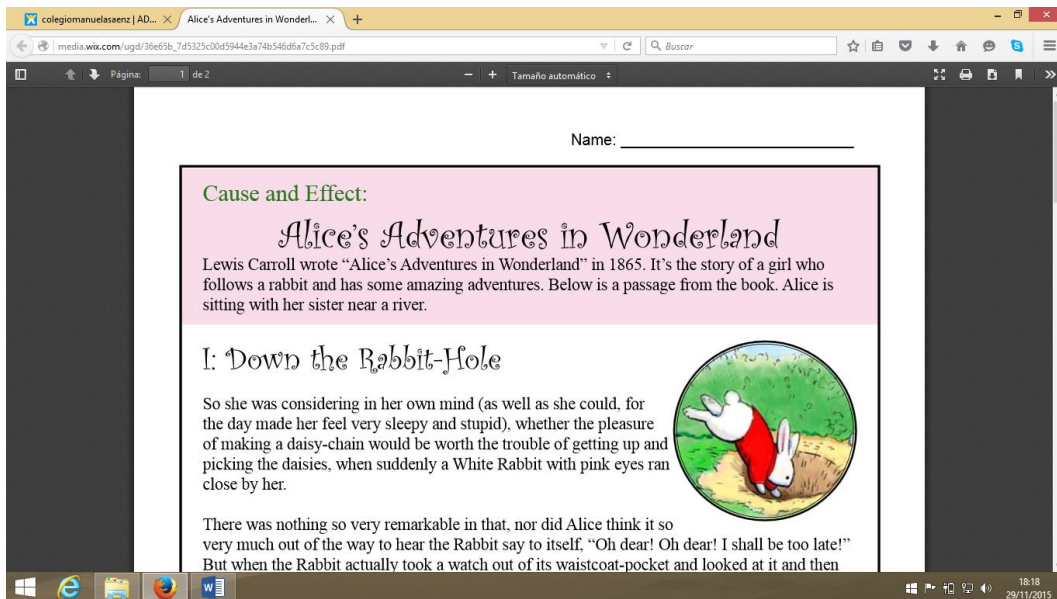 colegiomanuelasaenz | AD...
Alice's Adventures in Wonderl...
media.wix.com/ugd/36e65b_7d5325c00d5944e3a74b546d6a7c5c89.pdf
Buscar
Página: 1 de 2
Tamaño automático
Name:
Cause and Effect:
Alice's Adventures in Wonderland
Lewis Carroll wrote “Alice’s Adventures in Wonderland” in 1865. It’s the story of a girl who
follows a rabbit and has some amazing adventures. Below is a passage from the book. Alice is
sitting with her sister near a river.
I: Down the Rabbit-Hole
So she was considering in her own mind (as well as she could, for
the day made her feel very sleepy and stupid), whether the pleasure
of making a daisy-chain would be worth the trouble of getting up and
picking the daisies, when suddenly a White Rabbit with pink eyes ran
close by her.
There was nothing so very remarkable in that, nor did Alice think it so
very much out of the way to hear the Rabbit say to itself, “Oh dear! Oh dear! I shall be too late!”
But when the Rabbit actually took a watch out of its waistcoat-pocket and looked at it and then
18:18
29/11/2015